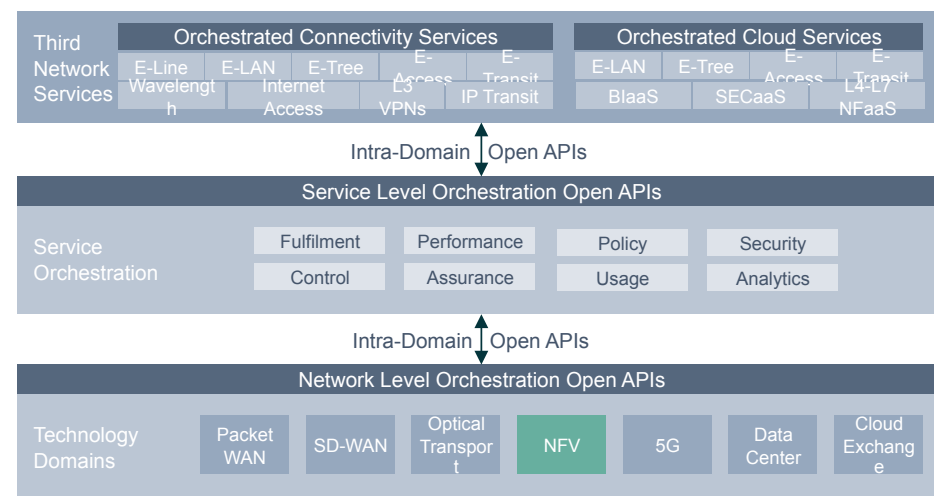 Third
Network
Services
Orchestrated Connectivity Services
E-Line
E-LAN
E-Tree
E-
Access
E-
Transit
Wavelengt
h
Internet
Access
L3
VPNs
IP Transit
Orchestrated Cloud Services
E-LAN
E-Tree
E-
Access
E-
Transit
BIaaS
SECaaS
L4-L7
NFaaS
Intra-Domain
Open APIs
Service Level Orchestration Open APIs
Service
Orchestration
Fulfilment
Performance
Policy
Security
Control
Assurance
Usage
Analytics
Intra-Domain
Open APIs
Network Level Orchestration Open APIs
Technology
Domains
Packet
WAN
SD-WAN
Optical
Transpor
t
NFV
5G
Data
Center
Cloud
Exchang
e